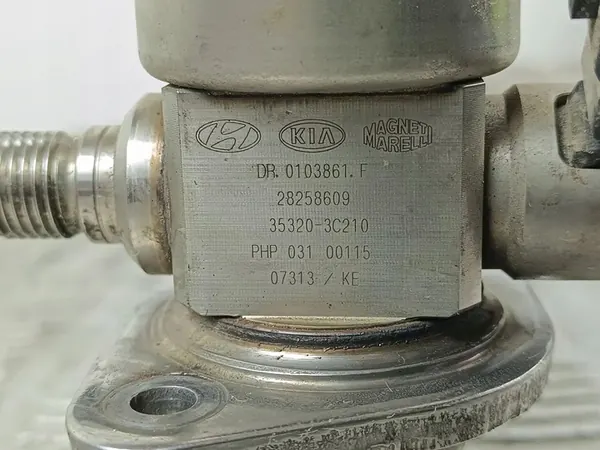 KIA MAGNETI MARELLI
DR.0103861.F
28258609
35320-3C210
PHP 031 00115
07313 / KE